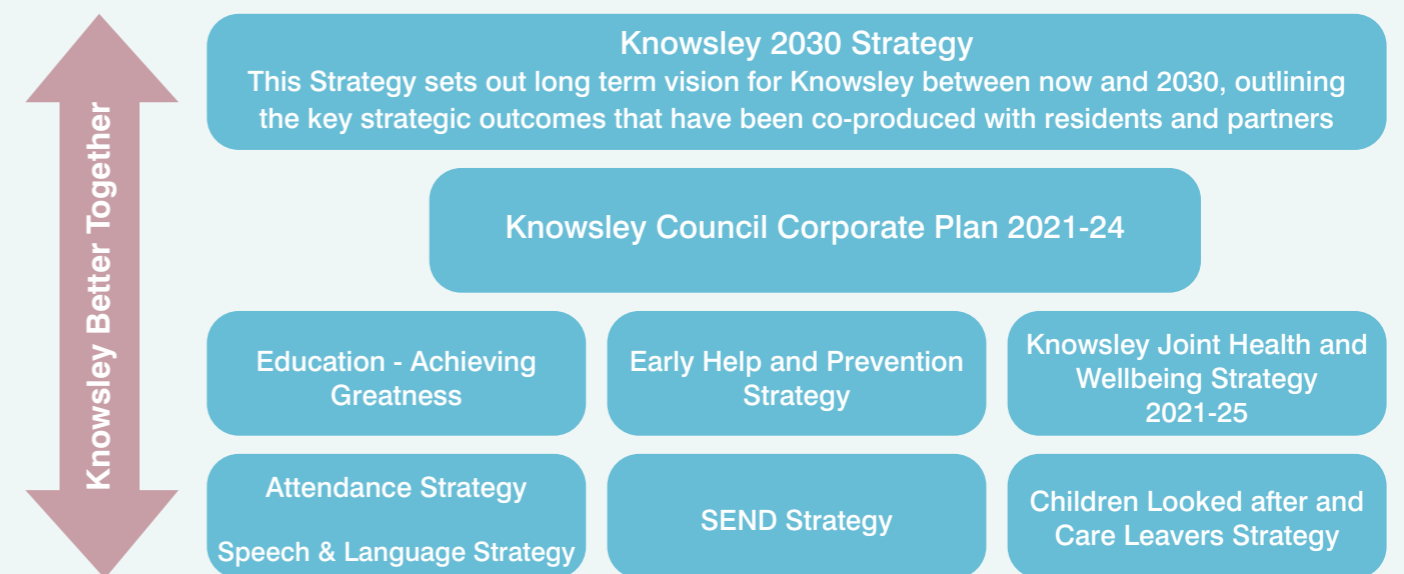 Knowsley Better Together
Knowsley 2030 Strategy
This Strategy sets out long term vision for Knowsley between now and 2030, outlining
the key strategic outcomes that have been co-produced with residents and partners
Knowsley Council Corporate Plan 2021-24
Education - Achieving
Greatness
Early Help and Prevention
Strategy
Knowsley Joint Health and
Wellbeing Strategy
2021-25
Attendance Strategy
Speech & Language Strategy
SEND Strategy
Children Looked after and
Care Leavers Strategy